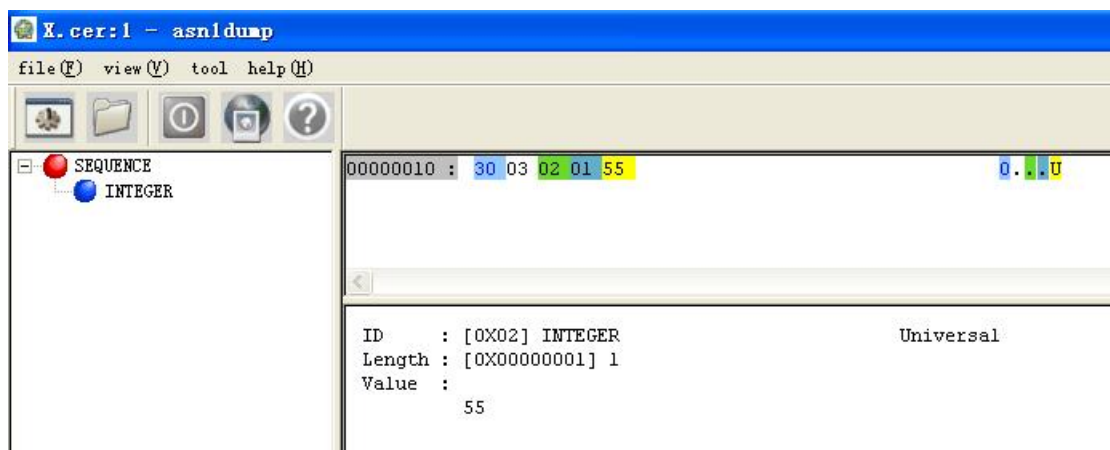 X.cer:1 - asn1dump
file(F) view(V) tool help(H)
SEQUENCE
INTEGER
00000010 : 30 03 02 01 55 0...U
ID : [0X02] INTEGER Universal
Length : [0X00000001] 1
Value :
55